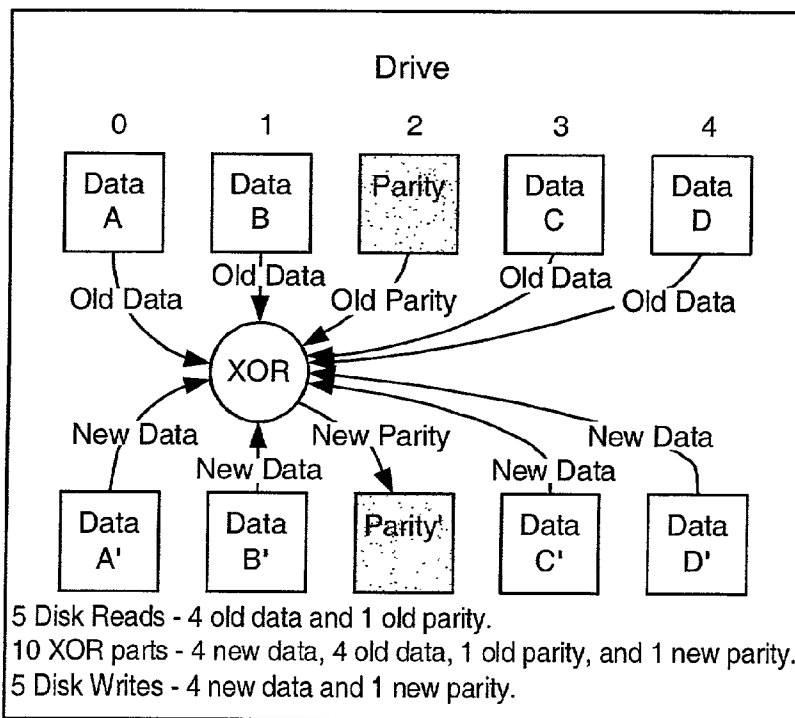 Drive
0 1 2 3 4
Data A
Data B
Parity
Data C
Data D
Old Data
Old Data
Old Parity
Old Data
Old Data
XOR
New Data
New Data
New Parity
New Data
New Data
Data A'
Data B'
Parity'
Data C'
Data D'
5 Disk Reads - 4 old data and 1 old parity.
10 XOR parts - 4 new data, 4 old data, 1 old parity, and 1 new parity.
5 Disk Writes - 4 new data and 1 new parity.